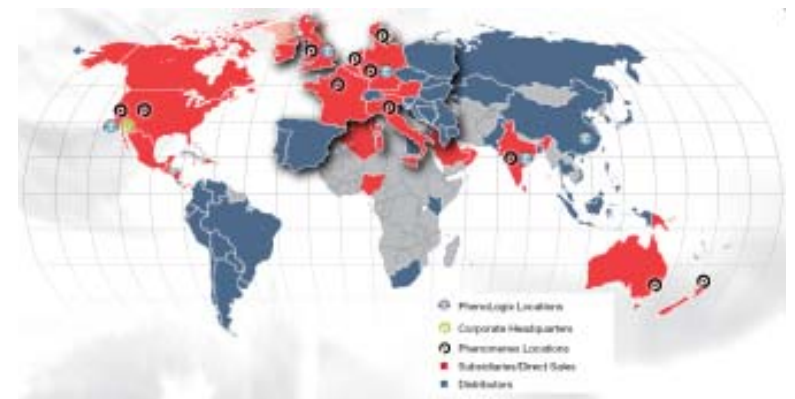 PhenoLogix Locations
Corporate Headquarters
Phenomenex Locations
Subsidiaries/Direct Sales
Distributors